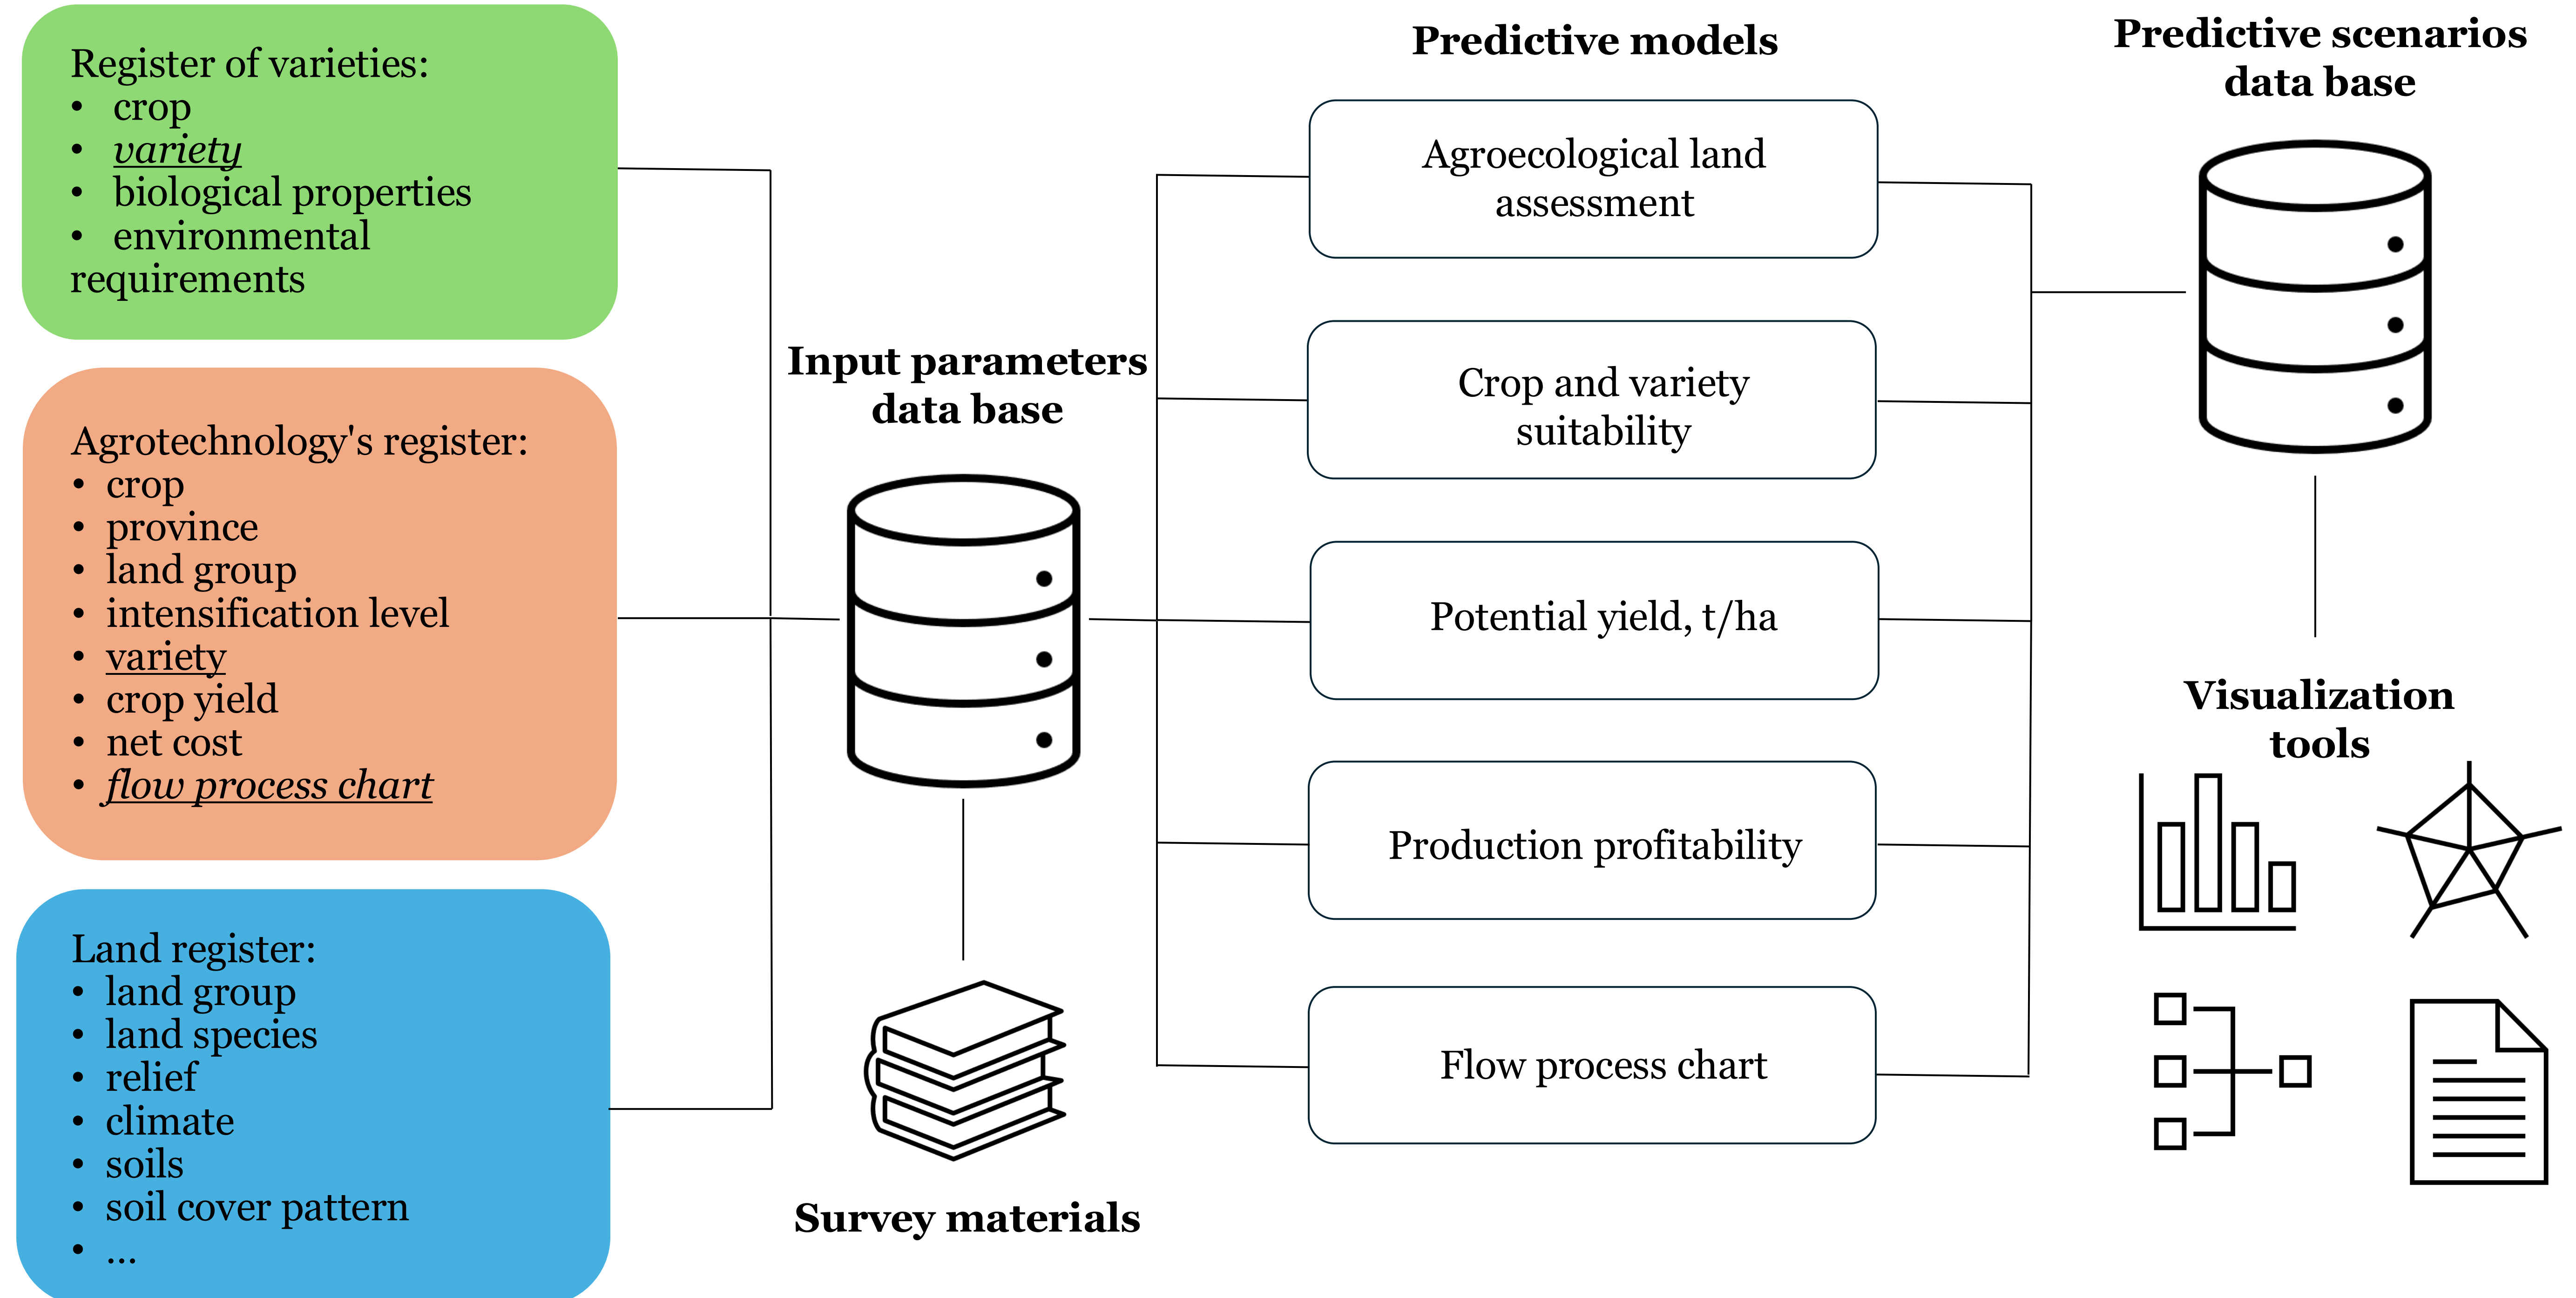 Register of varieties:
• crop
• variety
• biological properties
• environmental
requirements
Agrotechnology's register:
• crop
• province
• land group
• intensification level
• variety
• crop yield
• net cost
• flow process chart
Land register:
• land group
• land species
• relief
• climate
• soils
• soil cover pattern
• ...
Input parameters
data base
Survey materials
Predictive models
Agroecological land
assessment
Crop and variety
suitability
Potential yield, t/ha
Production profitability
Flow process chart
Predictive scenarios
data base
Visualization
tools